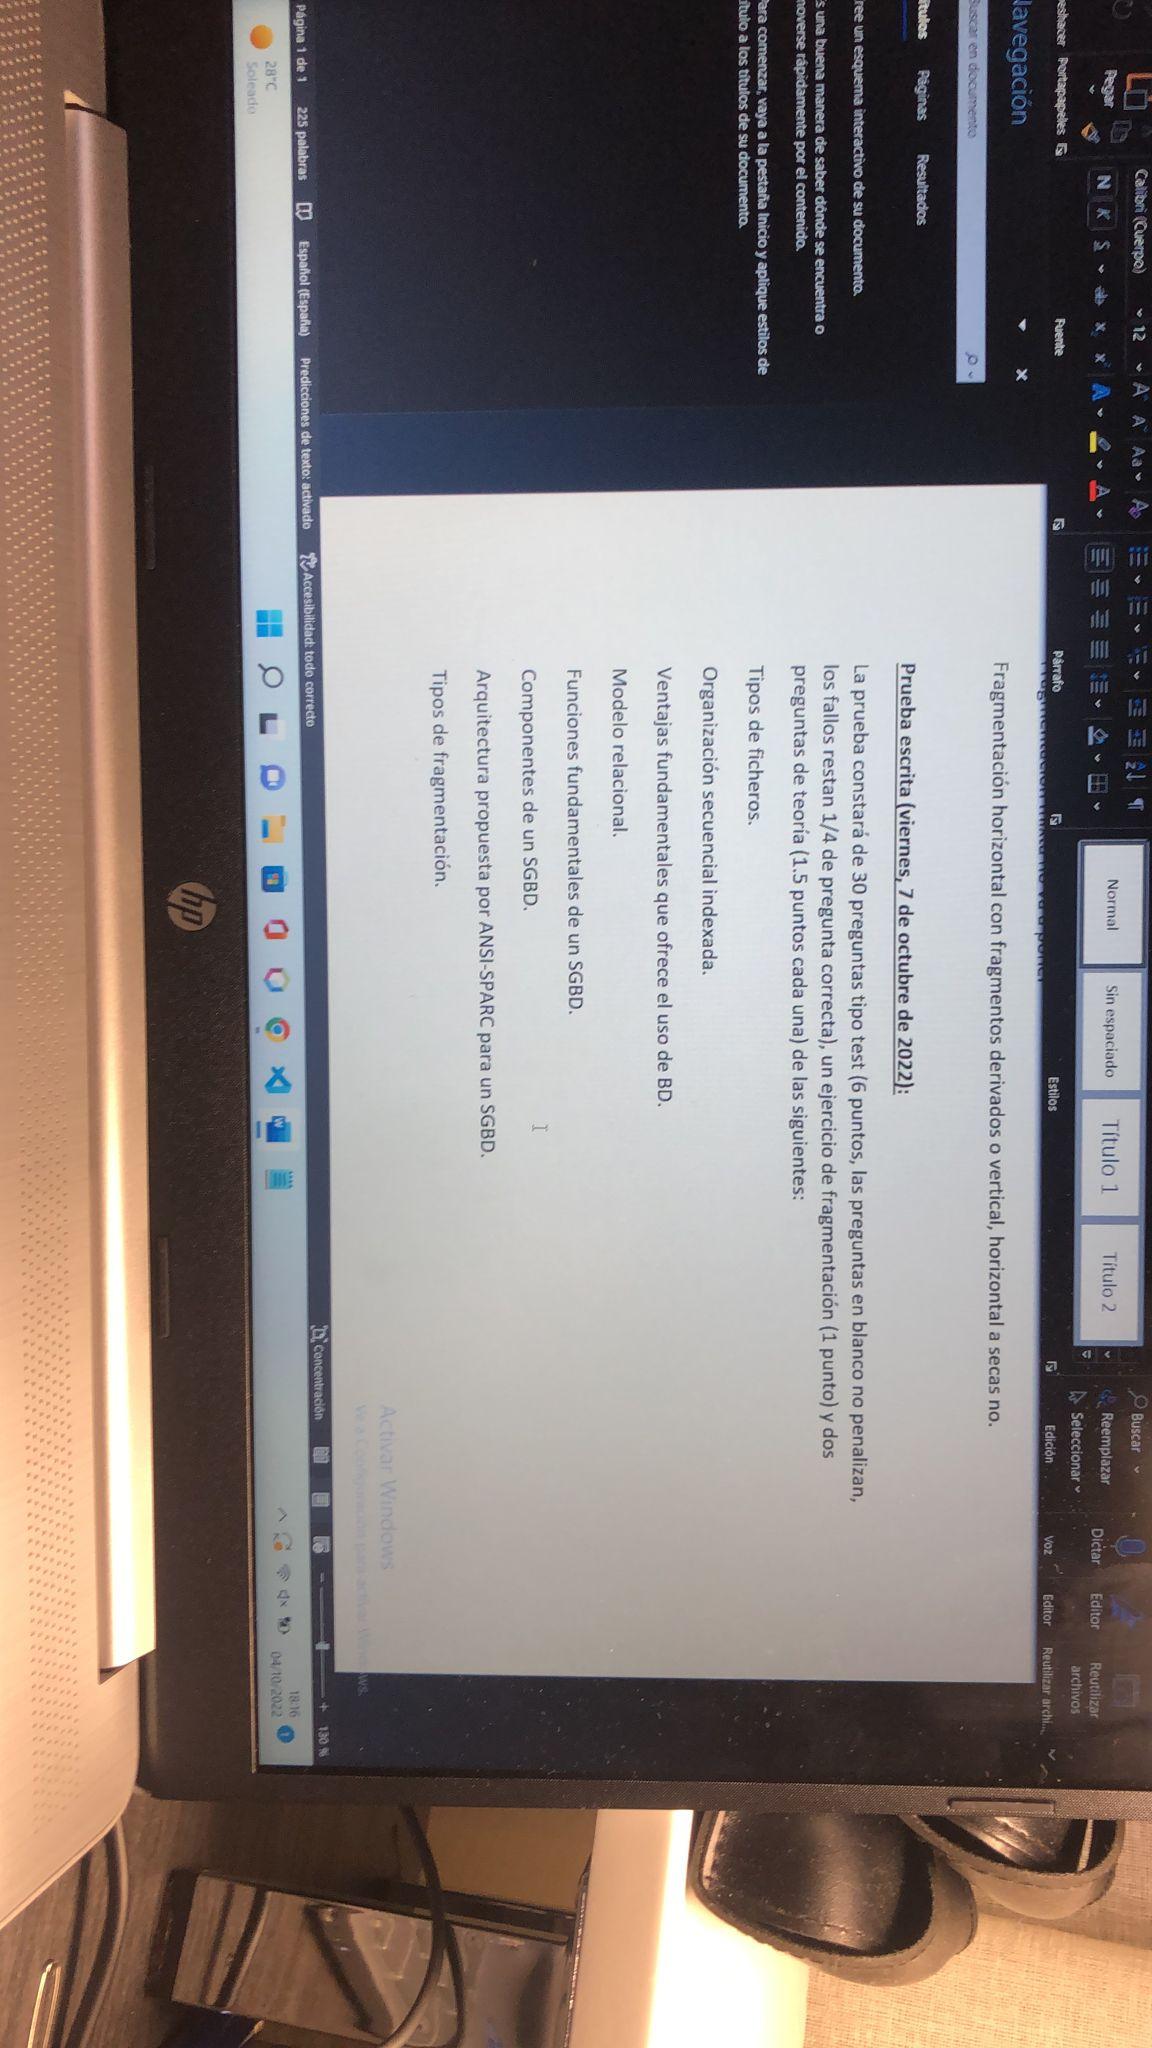 Deshacer
Portapapeles
Pegar
Calibri (Cuerpo)
12
N K S ab x x² A A
A A Aa A
Fuente
Párrafo
Normal
Sin espaciado
Título 1
Título 2
Estilos
Buscar
Reemplazar
Seleccionar
Edición
Dictar
Voz
Editor
Editor
Reutilizar
archivos
Reutilizar archi...
Navegación
Buscar en documento
Títulos Páginas Resultados
Cree un esquema interactivo de su documento.
Es una buena manera de saber dónde se encuentra o
moverse rápidamente por el contenido.
Para comenzar, vaya a la pestaña Inicio y aplique estilos de
título a los títulos de su documento.
Fragmentación horizontal con fragmentos derivados o vertical, horizontal a secas no.
Prueba escrita (viernes, 7 de octubre de 2022):
La prueba constará de 30 preguntas tipo test (6 puntos, las preguntas en blanco no penalizan,
los fallos restan 1/4 de pregunta correcta), un ejercicio de fragmentación (1 punto) y dos
preguntas de teoría (1.5 puntos cada una) de las siguientes:
Tipos de ficheros.
Organización secuencial indexada.
Ventajas fundamentales que ofrece el uso de BD.
Modelo relacional.
Funciones fundamentales de un SGBD.
Componentes de un SGBD.
Arquitectura propuesta por ANSI-SPARC para un SGBD.
Tipos de fragmentación.
Activar Windows
Ve a Configuración para activar Windows.
Página 1 de 1 225 palabras Español (España) Predicciones de texto: activado Accesibilidad: todo correcto
Concentración
130 %
28°C
Soleado
18:16
04/10/2022
1
hp